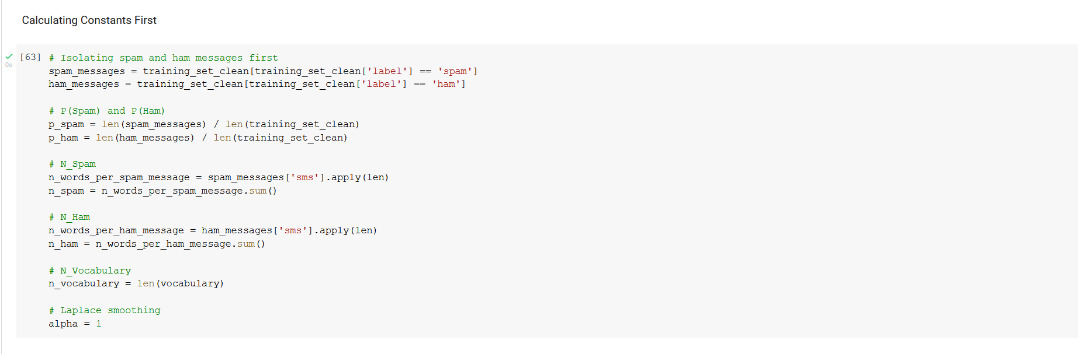 Calculating Constants First
[63] # Isolating spam and ham messages first
spam_messages = training_set_clean[training_set_clean['label'] == 'spam']
ham_messages = training_set_clean[training_set_clean['label'] == 'ham']
# P(Spam) and P(Ham)
p_spam = len(spam_messages) / len(training_set_clean)
p_ham = len(ham_messages) / len(training_set_clean)
# N_Spam
n_words_per_spam_message = spam_messages['sms'].apply(len)
n_spam = n_words_per_spam_message.sum()
# N_Ham
n_words_per_ham_message = ham_messages['sms'].apply(len)
n_ham = n_words_per_ham_message.sum()
# N_Vocabulary
n_vocabulary = len(vocabulary)
# Laplace smoothing
alpha = 1